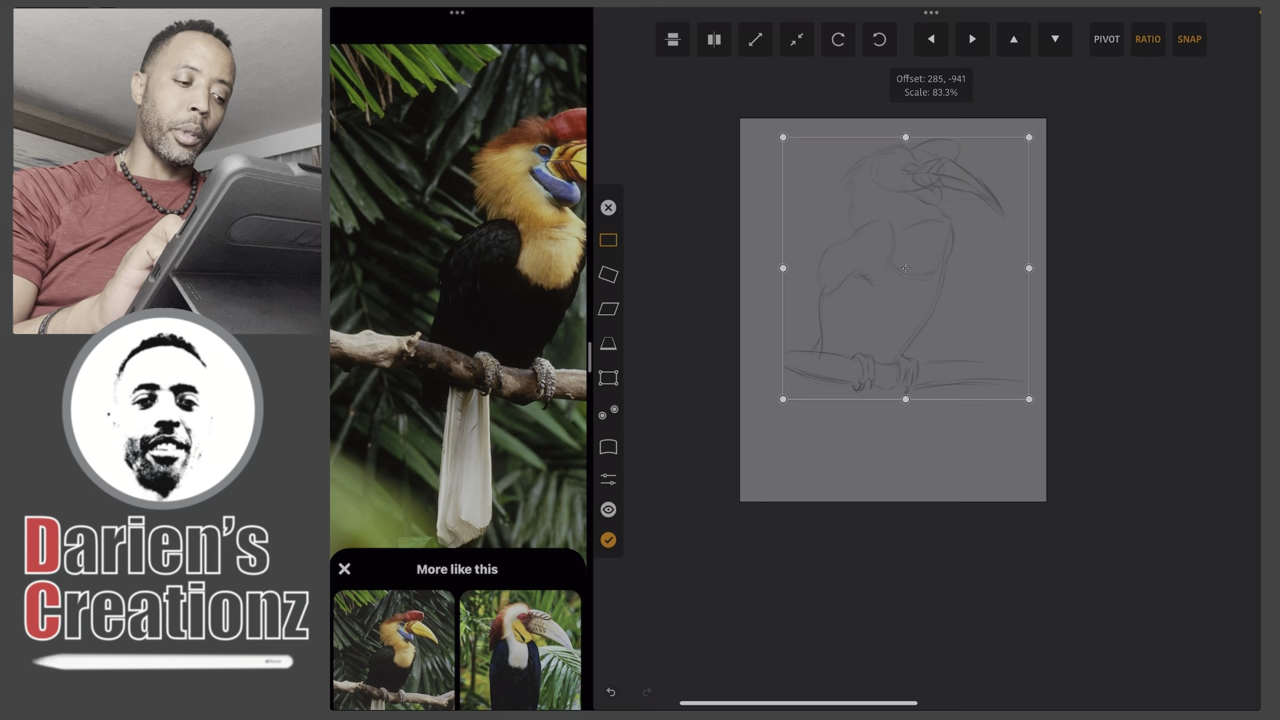 PIVOT
RATIO
SNAP
Offset: 285, -941
Scale: 83.3%
More like this
Darien's
Creationz